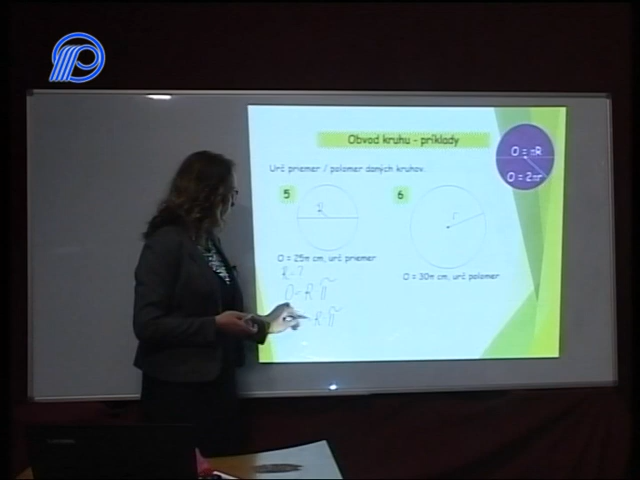 Obvod kruhu - príklady
O = πR
O = 2πr
Urč priemer / polomer daných kruhov.
5
R
O = 25π cm, urč priemer
R = ?
O = R · π
R · π
6
r
O = 30π cm, urč polomer